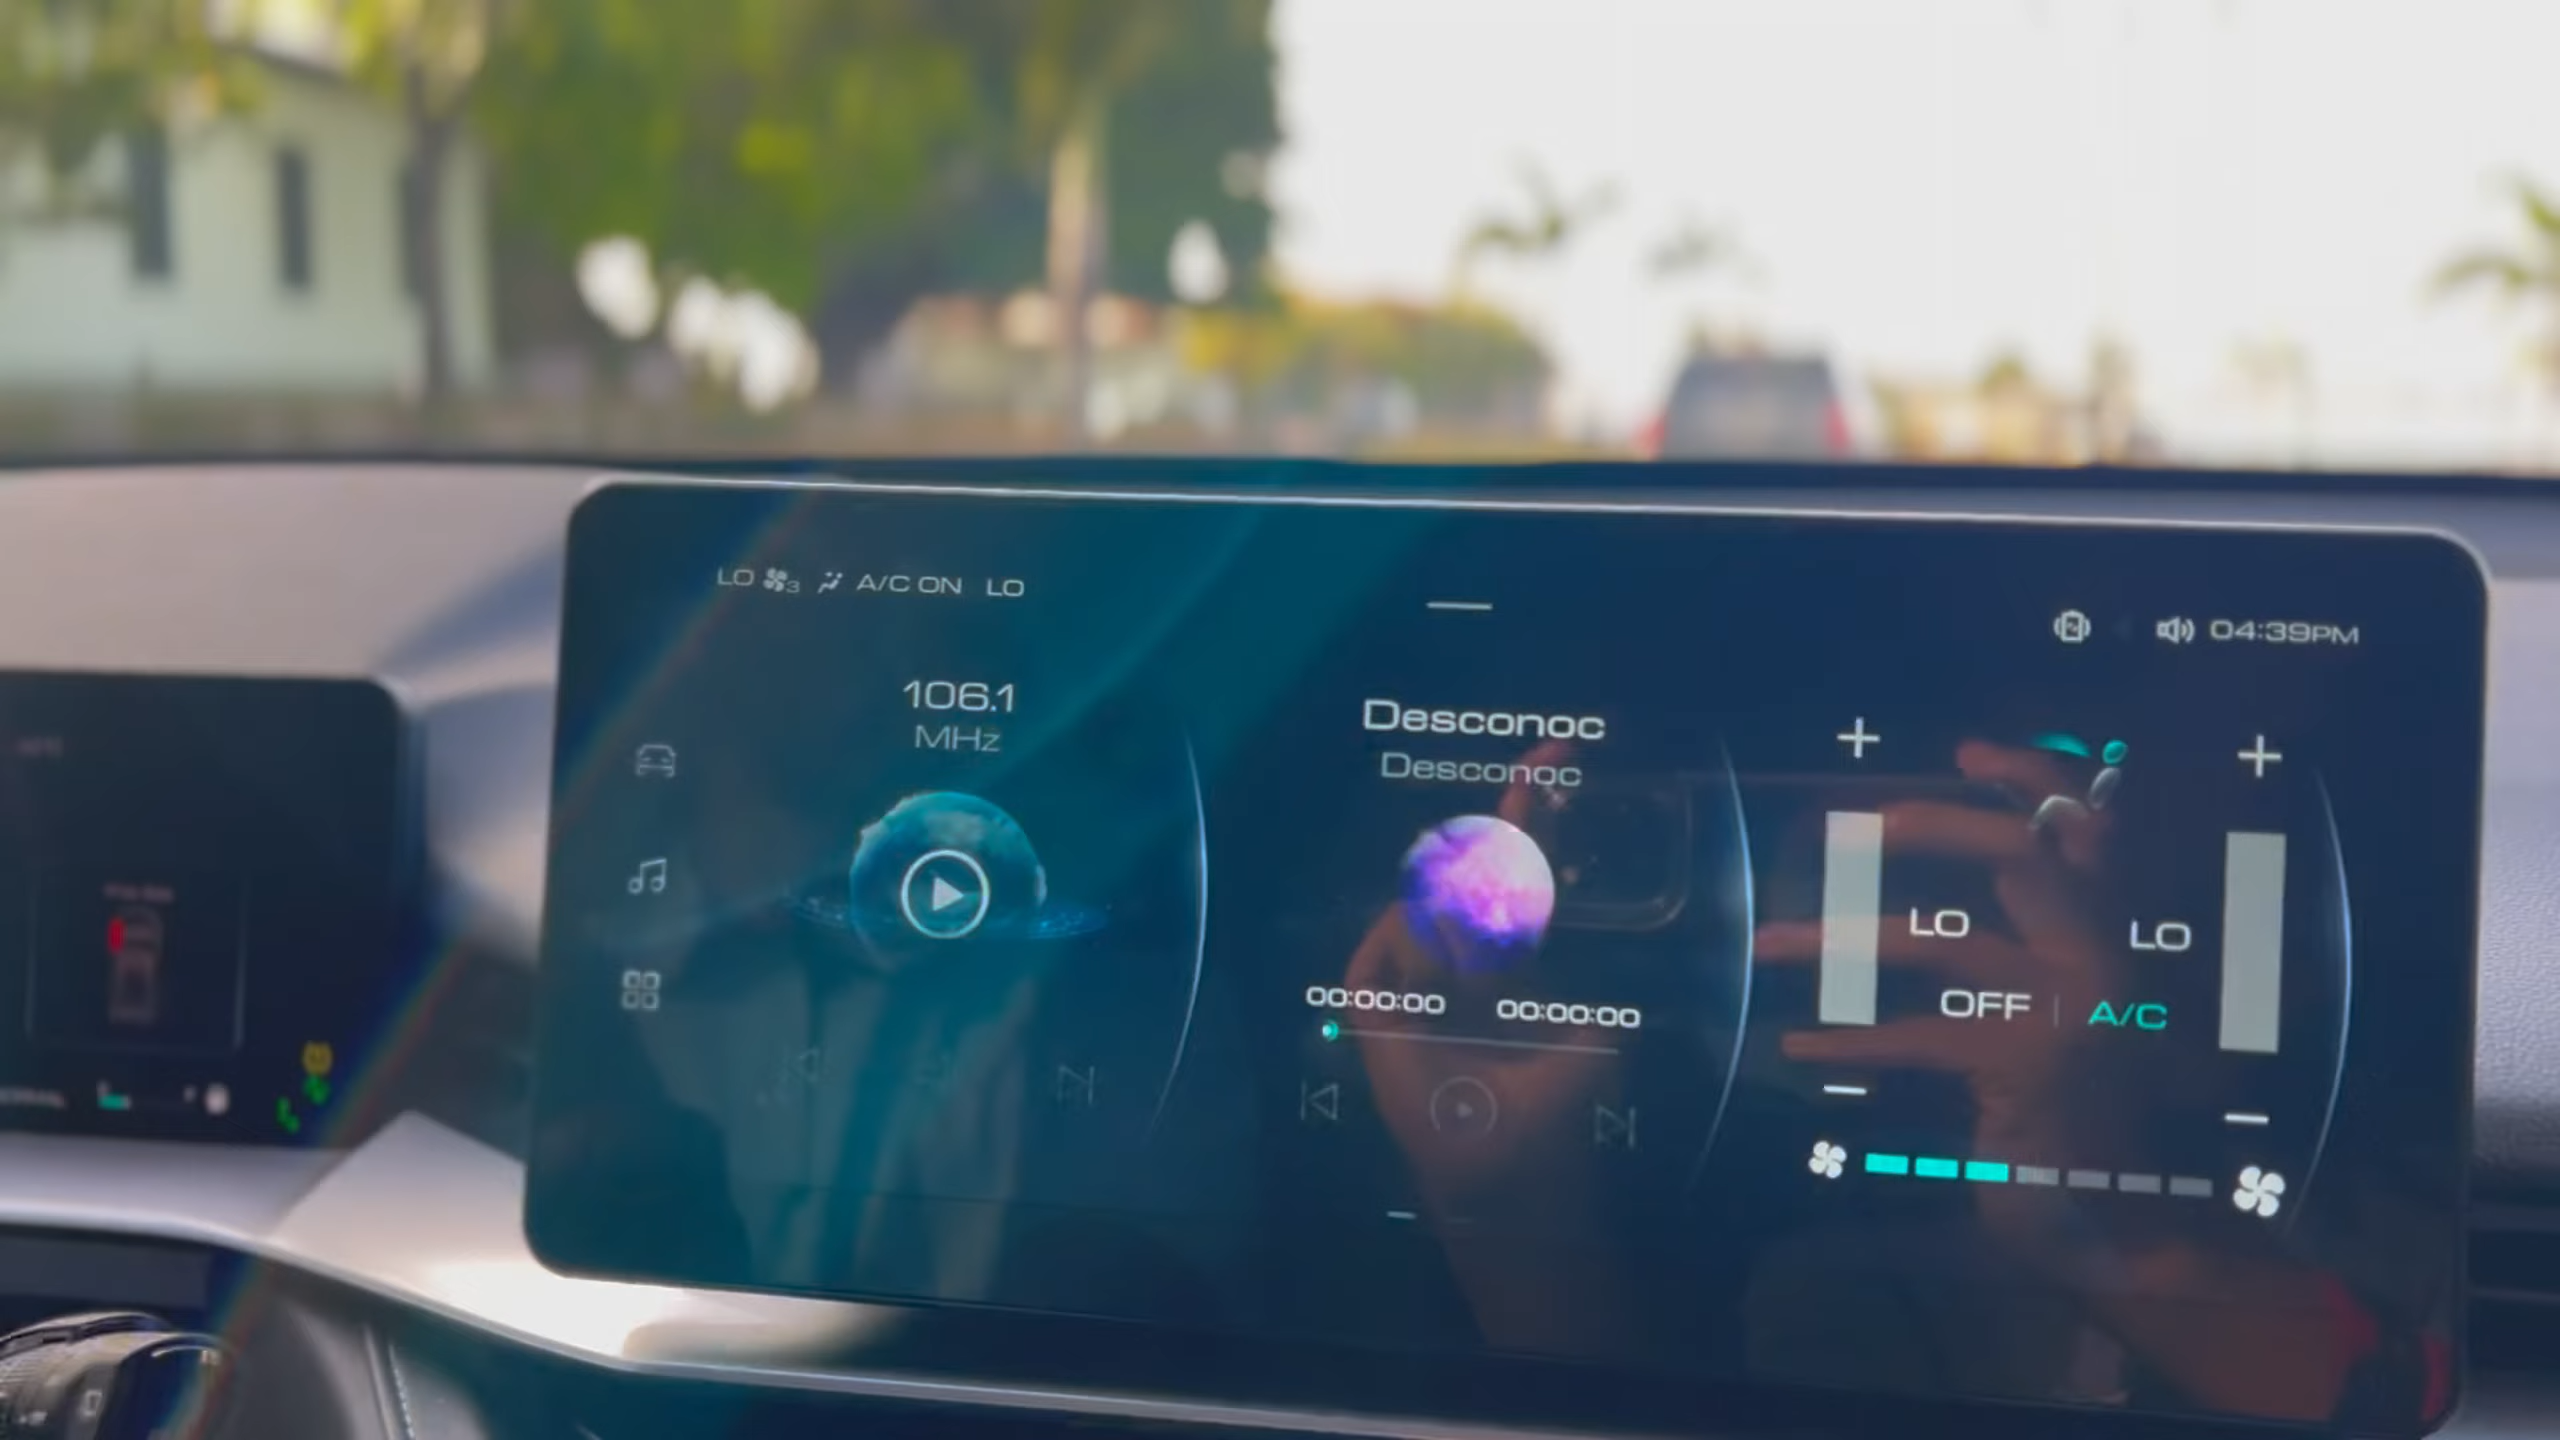 LO 3 A/C ON LO
04:39PM
106.1
MHz
Desconoc
Desconoc
00:00:00 00:00:00
LO LO
OFF A/C